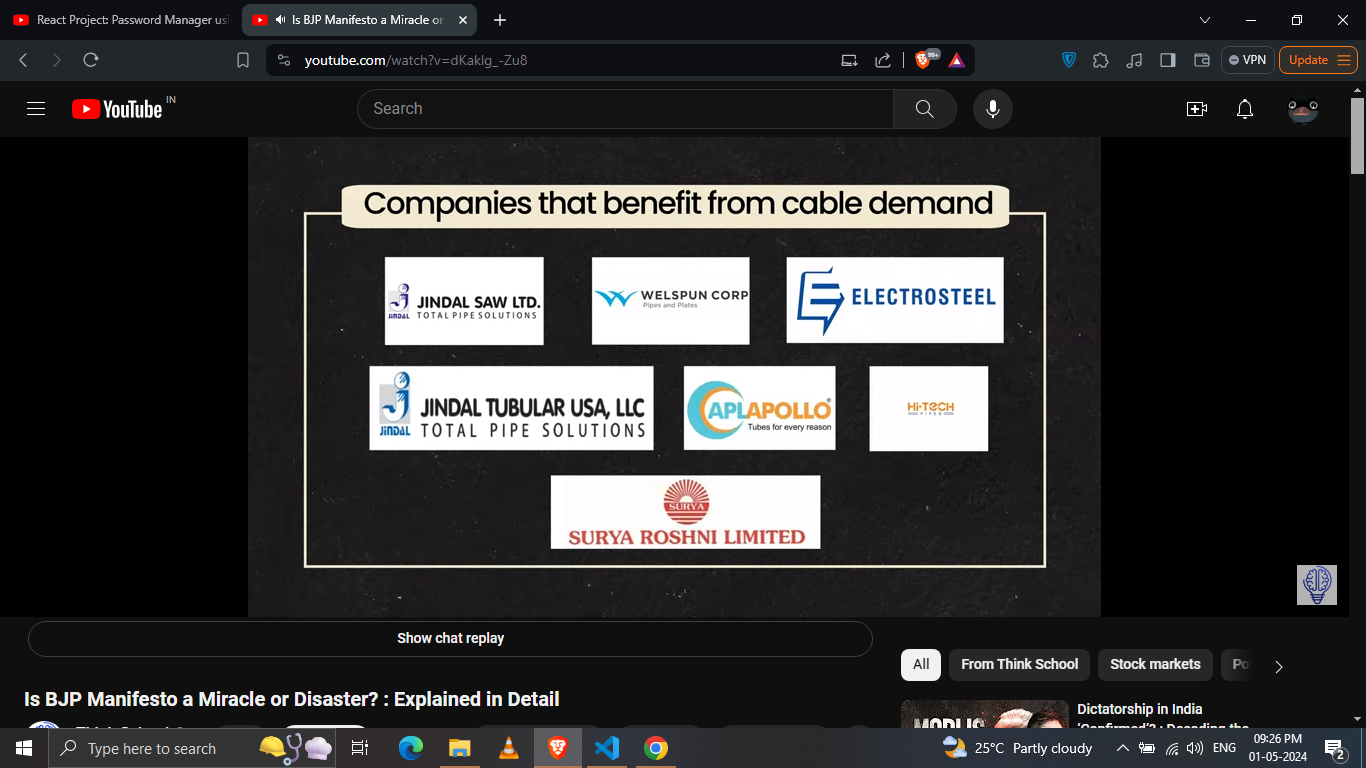 React Project: Password Manager usi
Is BJP Manifesto a Miracle or
youtube.com/watch?v=dKakIg_-Zu8
99+
VPN
Update
YouTube IN
Search
Companies that benefit from cable demand
JINDAL
JINDAL SAW LTD.
TOTAL PIPE SOLUTIONS
WELSPUN CORP
Pipes and Plates
ELECTROSTEEL
JINDAL
JINDAL TUBULAR USA, LLC
TOTAL PIPE SOLUTIONS
APL APOLLO®
Tubes for every reason
HI-TECH
PIPES
SURYA
SURYA ROSHNI LIMITED
Show chat replay
All
From Think School
Stock markets
Po
Is BJP Manifesto a Miracle or Disaster? : Explained in Detail
Dictatorship in India
Type here to search
25°C Partly cloudy
ENG
09:26 PM
01-05-2024
2